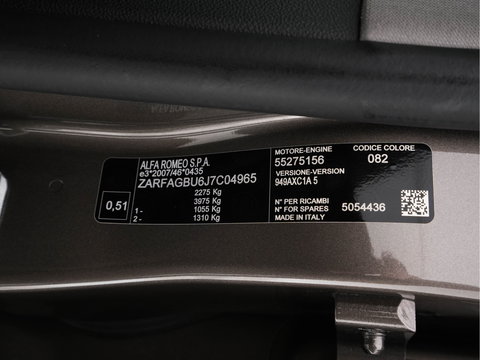 ALFA ROMEO S.P.A.
e3*2007/46*0435
ZARFAGBU6J7C04965
2275 Kg
3975 Kg
1- 1055 Kg
2- 1310 Kg
0,51
MOTORE-ENGINE
55275156
VERSIONE-VERSION
949AXC1A 5
N° PER RICAMBI
N° FOR SPARES
MADE IN ITALY
CODICE COLORE
082
5054436